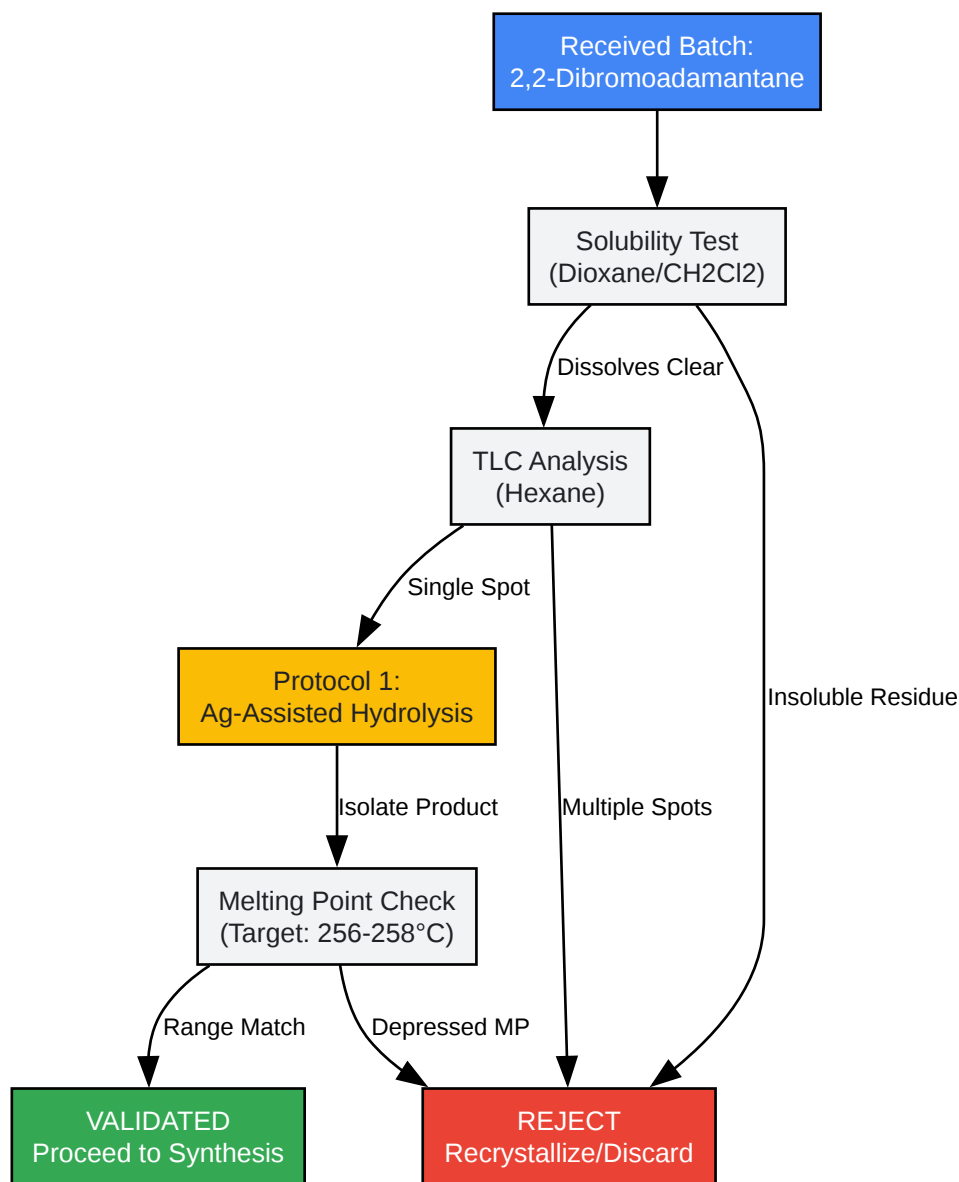 Received Batch:
2,2-Dibromoadamantane
Solubility Test
(Dioxane/CH2Cl2)
Dissolves Clear
TLC Analysis
(Hexane)
Single Spot
Protocol 1:
Ag-Assisted Hydrolysis
Insoluble Residue
Isolate Product
Multiple Spots
Melting Point Check
(Target: 256-258°C)
Range Match
Depressed MP
VALIDATED
Proceed to Synthesis
REJECT
Recrystallize/Discard